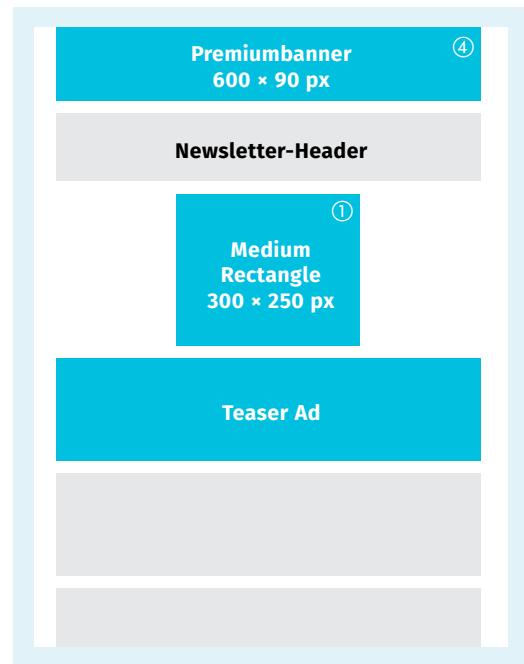 Premiumbanner
④
600 × 90 px
Newsletter-Header
①
Medium
Rectangle
300 × 250 px
Teaser Ad